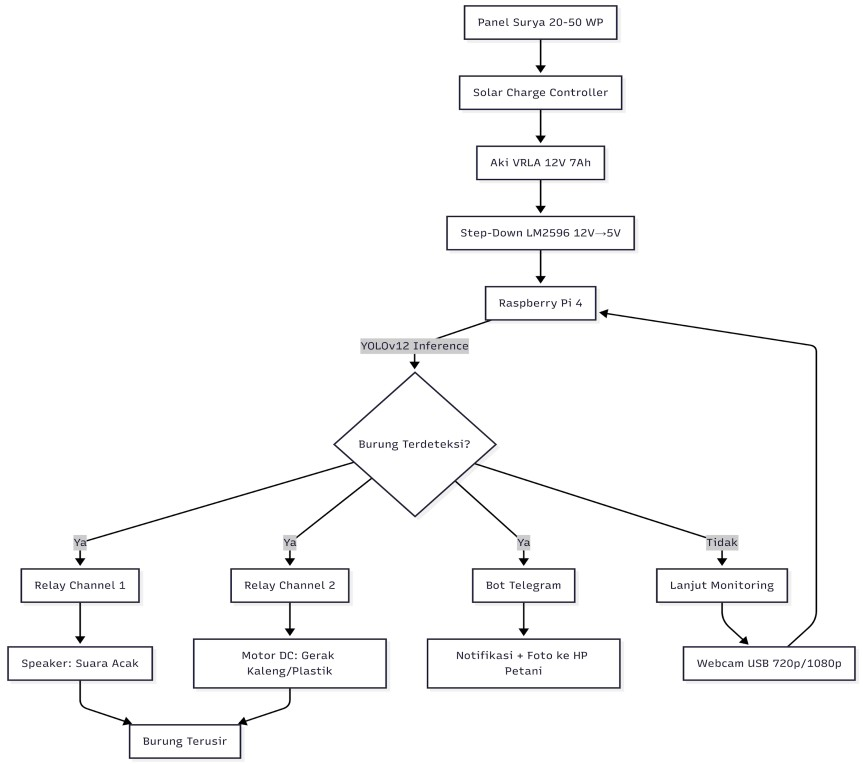 Panel Surya 20-50 WP
Solar Charge Controller
Aki VRLA 12V 7Ah
Step-Down LM2596 12V→5V
Raspberry Pi 4
YOLOv12 Inference
Burung Terdeteksi?
Ya
Ya
Ya
Tidak
Relay Channel 1
Relay Channel 2
Bot Telegram
Lanjut Monitoring
Speaker: Suara Acak
Motor DC: Gerak
Kaleng/Plastik
Notifikasi + Foto ke HP
Petani
Webcam USB 720p/1080p
Burung Terusir